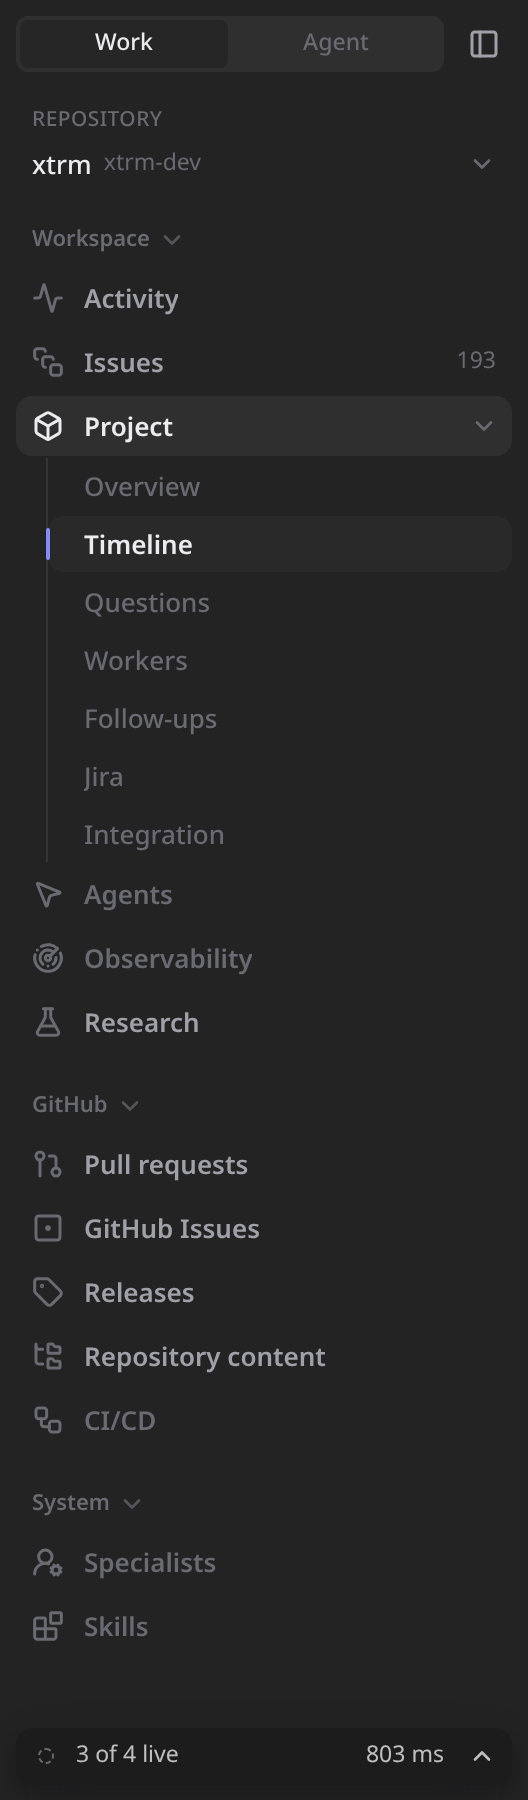 Work Agent
REPOSITORY
xtrm xtrm-dev
Workspace
Activity
Issues 193
Project
Overview
Timeline
Questions
Workers
Follow-ups
Jira
Integration
Agents
Observability
Research
GitHub
Pull requests
GitHub Issues
Releases
Repository content
CI/CD
System
Specialists
Skills
3 of 4 live 803 ms